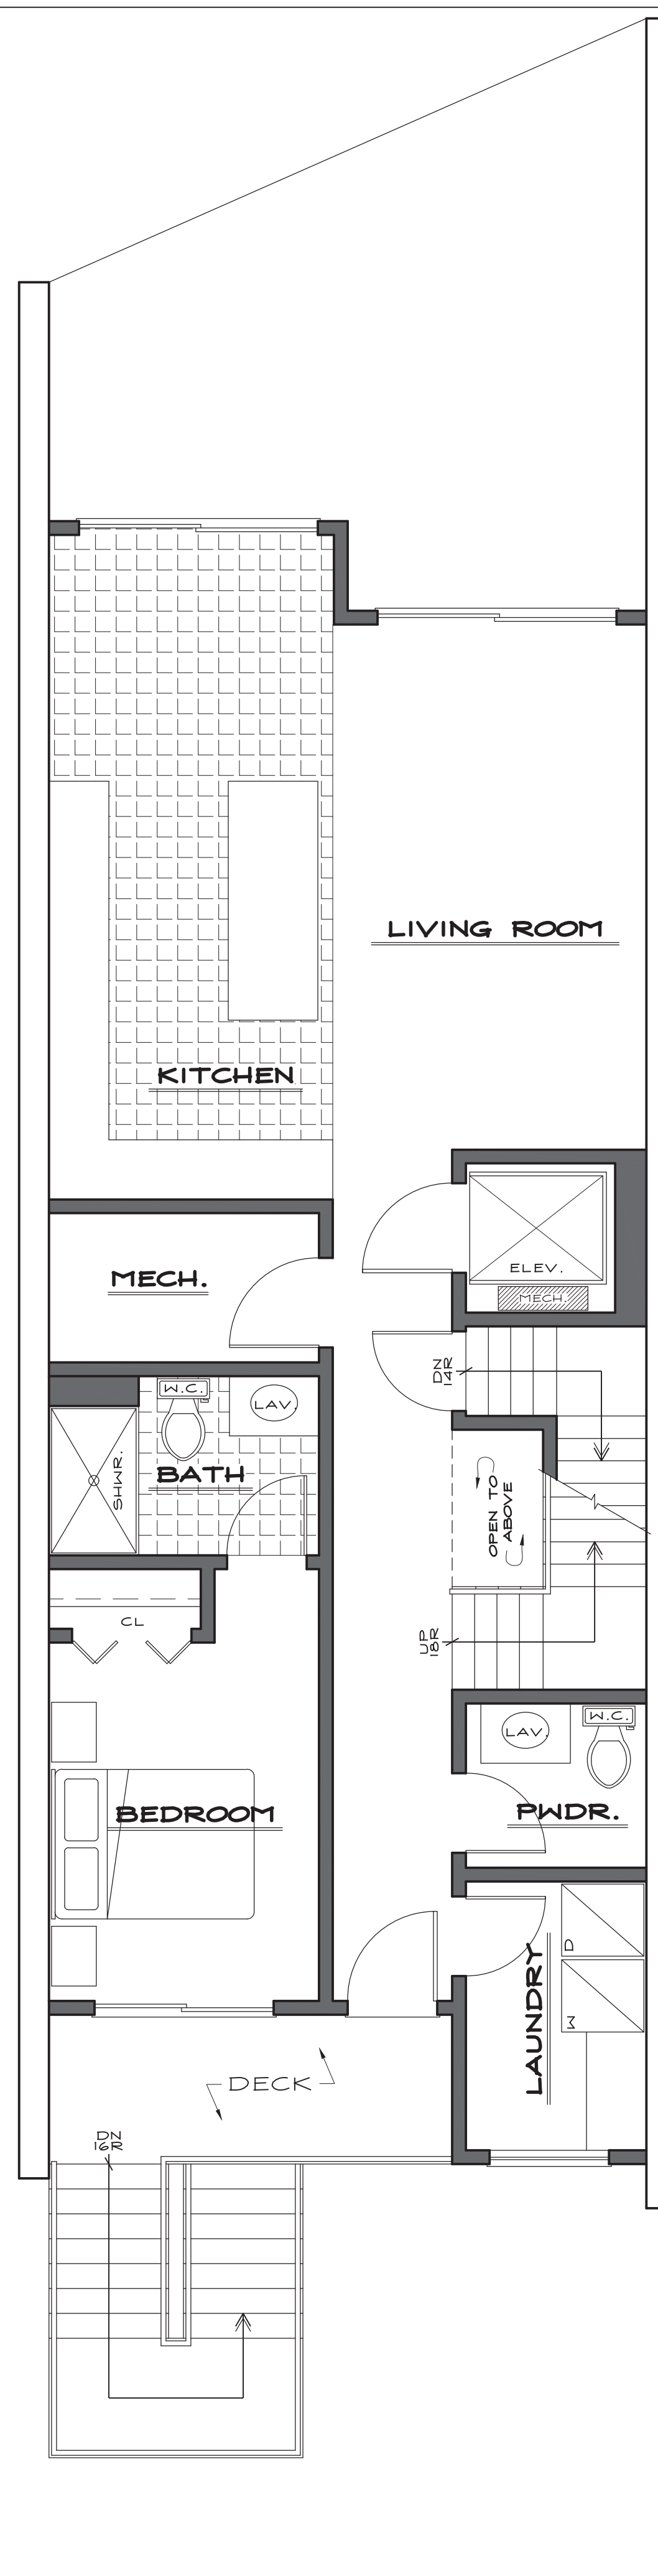 LIVING ROOM
KITCHEN
ELEV.
MECH.
MECH.
DN
14R
W.C.
LAV.
SHWR.
BATH
OPEN TO
ABOVE
CL
UP
18R
W.C.
LAV.
BEDROOM
PWDR.
D
W
LAUNDRY
DECK
DN
16R